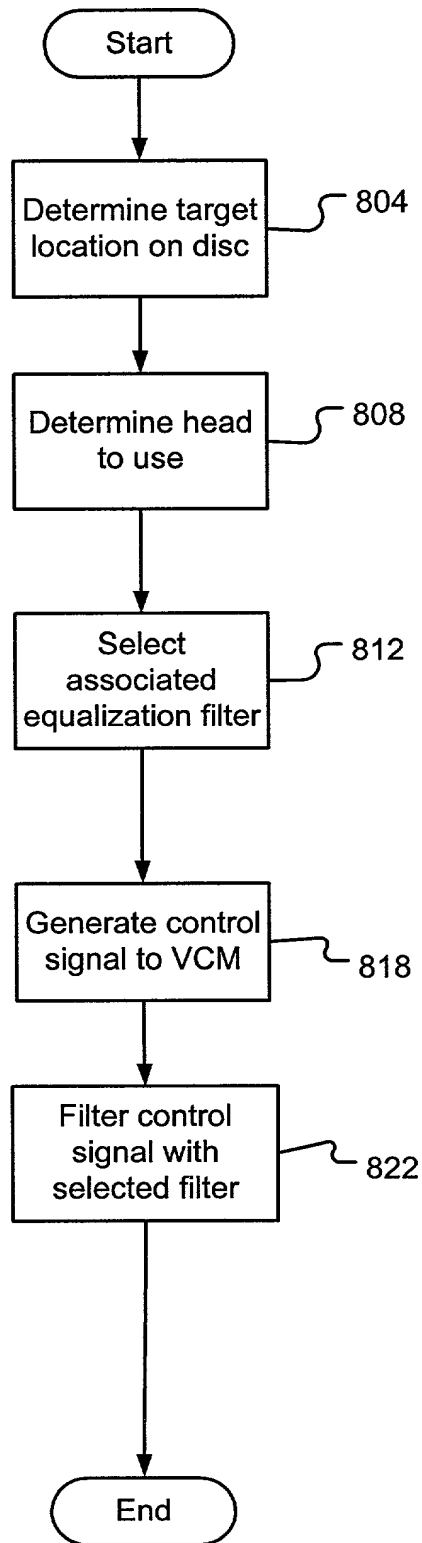 Start
Determine target
location on disc
804
Determine head
to use
808
Select
associated
equalization filter
812
Generate control
signal to VCM
818
Filter control
signal with
selected filter
822
End